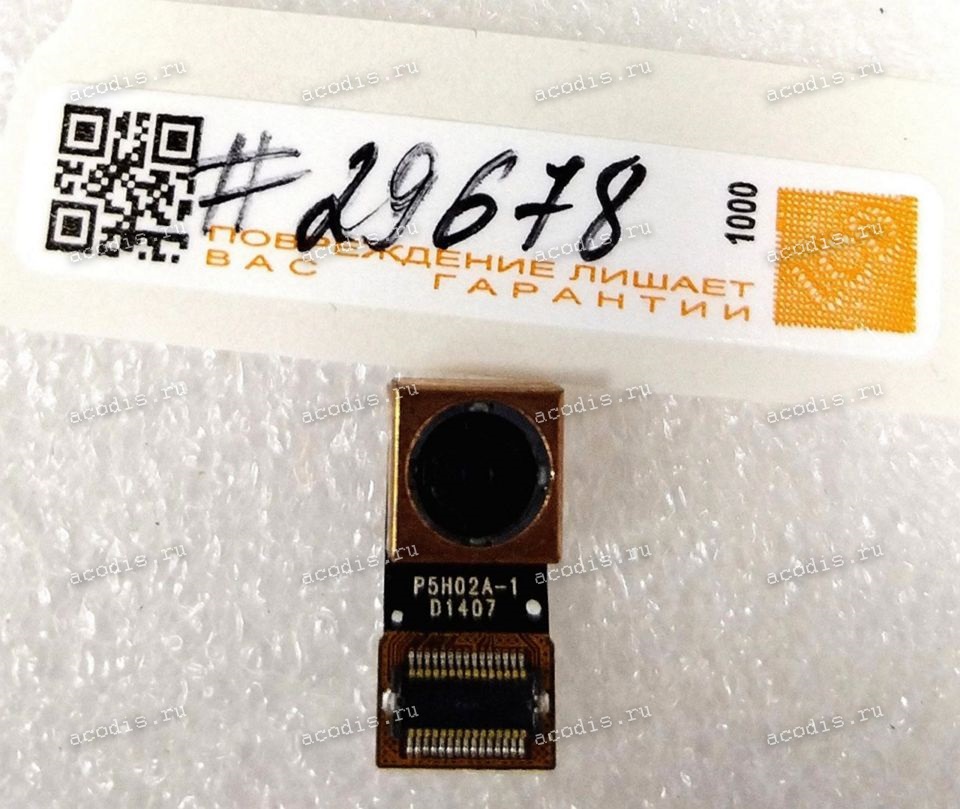 #29678
1000
ПОВРЕЖДЕНИЕ ЛИШАЕТ
ВАС ГАРАНТИИ
P5H02A-1
D1407
acodis.ru